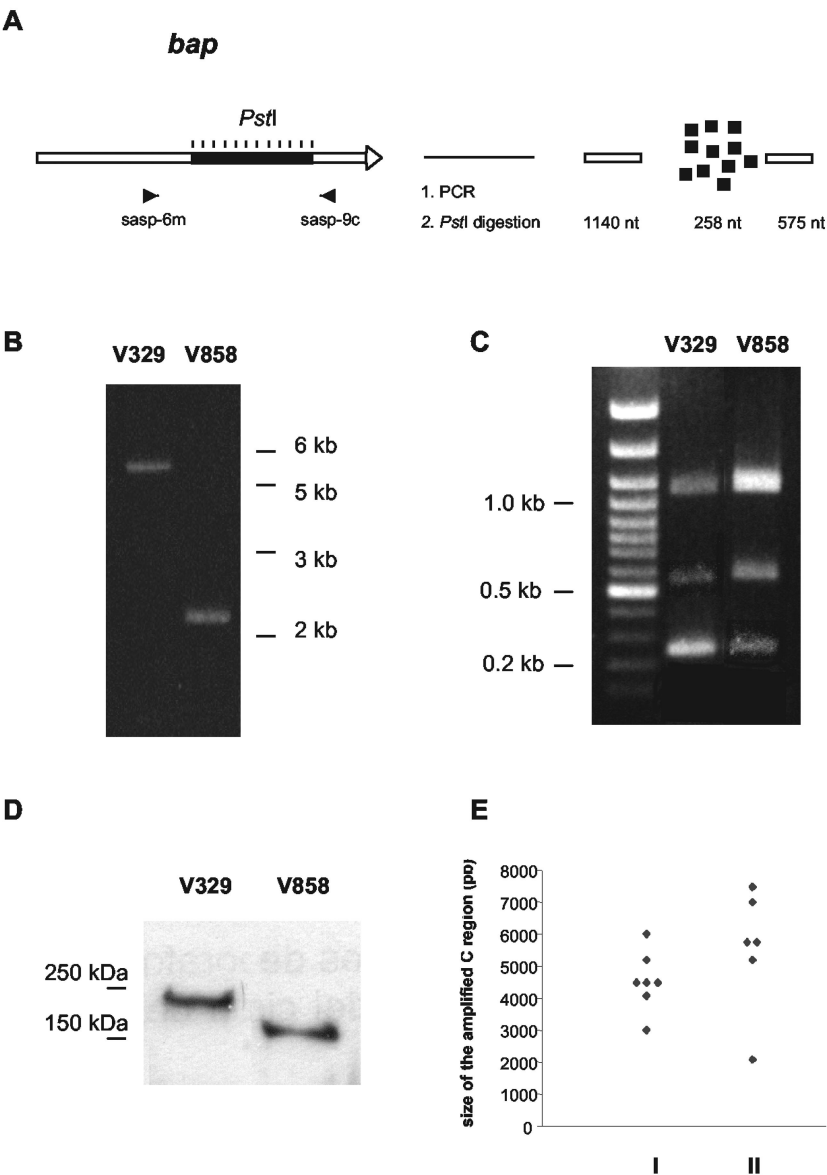 A
bap
PstI
sasp-6m
sasp-9c
1. PCR
2. PstI digestion
1140 nt
258 nt
575 nt
B
V329 V858
6 kb
5 kb
3 kb
2 kb
C
V329 V858
1.0 kb
0.5 kb
0.2 kb
D
V329 V858
250 kDa
150 kDa
E
size of the amplified C region (pb)
8000
7000
6000
5000
4000
3000
2000
1000
0
I II